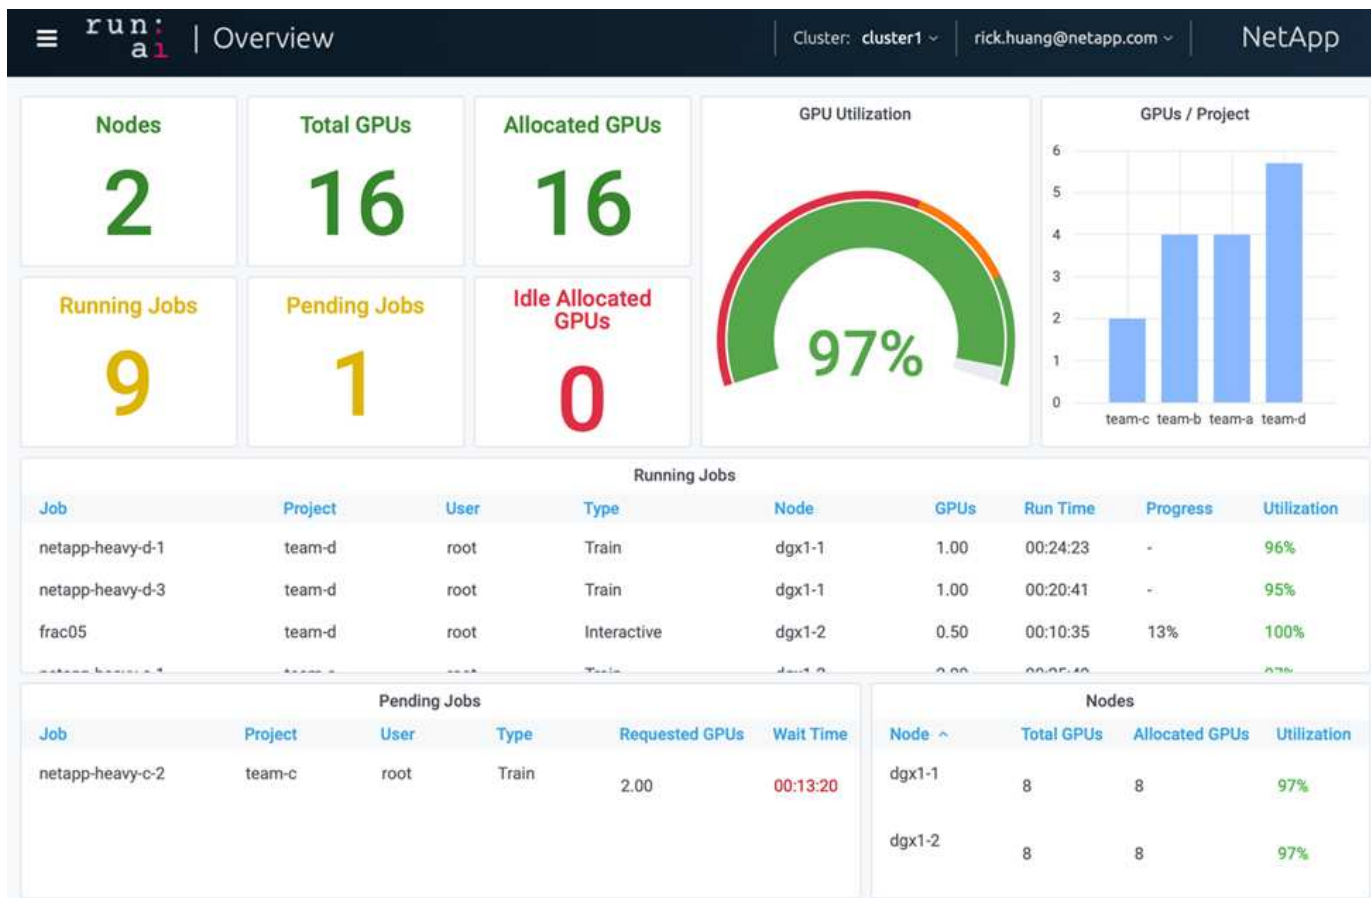 run:
ai | Overview
Cluster: cluster1
rick.huang@netapp.com
NetApp
Nodes
2
Total GPUs
16
Allocated GPUs
16
Running Jobs
9
Pending Jobs
1
Idle Allocated
GPUs
0
GPU Utilization
97%
GPUs / Project
6
5
4
3
2
1
0
team-c team-b team-a team-d
Running Jobs
Job Project User Type Node GPUs Run Time Progress Utilization
netapp-heavy-d-1 team-d root Train dgx1-1 1.00 00:24:23 - 96%
netapp-heavy-d-3 team-d root Train dgx1-1 1.00 00:20:41 - 95%
frac05 team-d root Interactive dgx1-2 0.50 00:10:35 13% 100%
Pending Jobs
Job Project User Type Requested GPUs Wait Time
netapp-heavy-c-2 team-c root Train 2.00 00:13:20
Nodes
Node Total GPUs Allocated GPUs Utilization
dgx1-1 8 8 97%
dgx1-2 8 8 97%